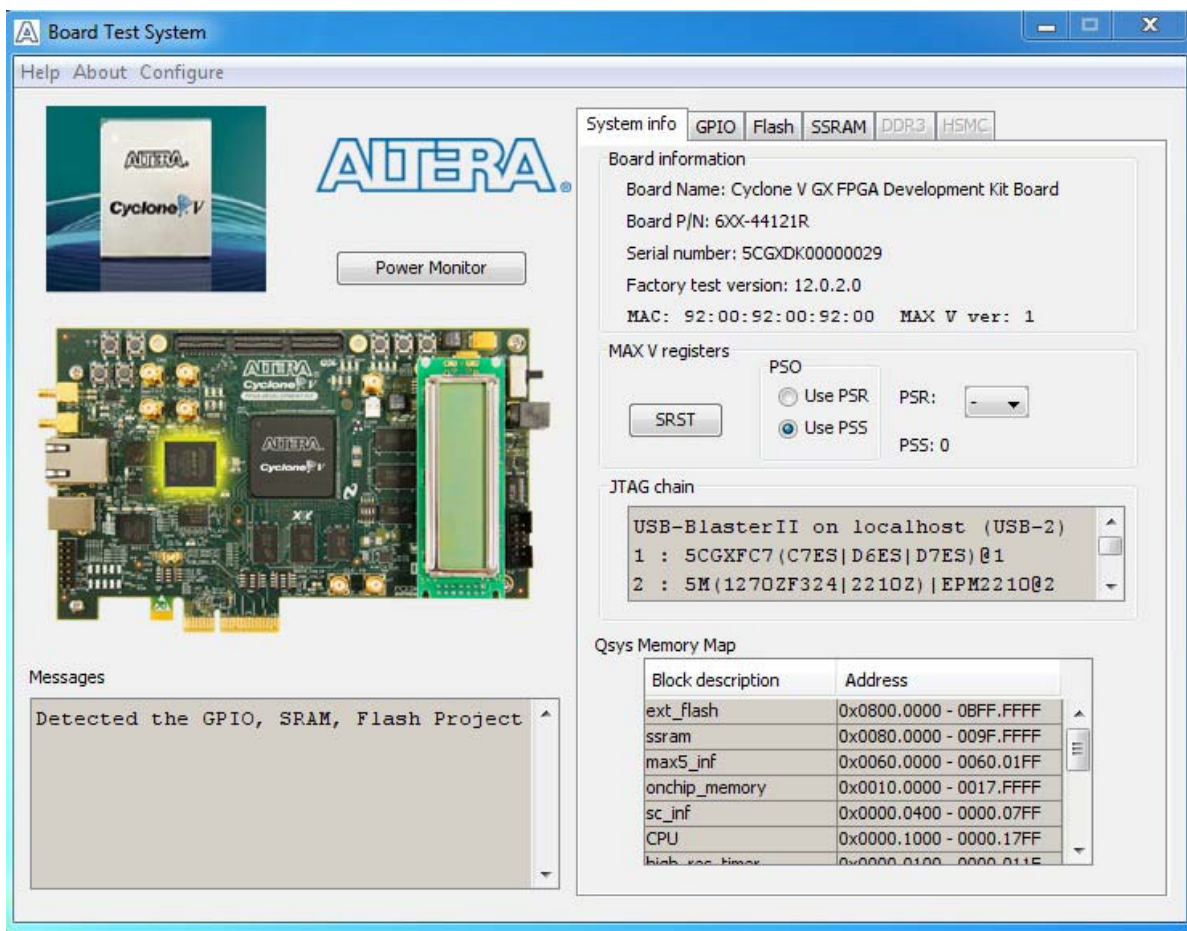 Board Test System
Help About Configure
ALTERA®
Cyclone V
ALTERA®
Power Monitor
ALTERA
Cyclone V
ALTERA
Cyclone V
Messages
Detected the GPIO, SRAM, Flash Project
System info GPIO Flash SSRAM DDR3 HSMC
Board information
Board Name: Cyclone V GX FPGA Development Kit Board
Board P/N: 6XX-44121R
Serial number: 5CGXDK00000029
Factory test version: 12.0.2.0
MAC: 92:00:92:00:92:00 MAX V ver: 1
MAX V registers
PSO
SRST
Use PSR
Use PSS
PSR: -
PSS: 0
JTAG chain
USB-BlasterII on localhost (USB-2)
1 : 5CGXFC7(C7ES|D6ES|D7ES)@1
2 : 5M(1270ZF324|2210Z)|EPM2210@2
Qsys Memory Map
Block description Address
ext_flash 0x0800.0000 - 0BFF.FFFF
ssram 0x0080.0000 - 009F.FFFF
max5_inf 0x0060.0000 - 0060.01FF
onchip_memory 0x0010.0000 - 0017.FFFF
sc_inf 0x0000.0400 - 0000.07FF
CPU 0x0000.1000 - 0000.17FF